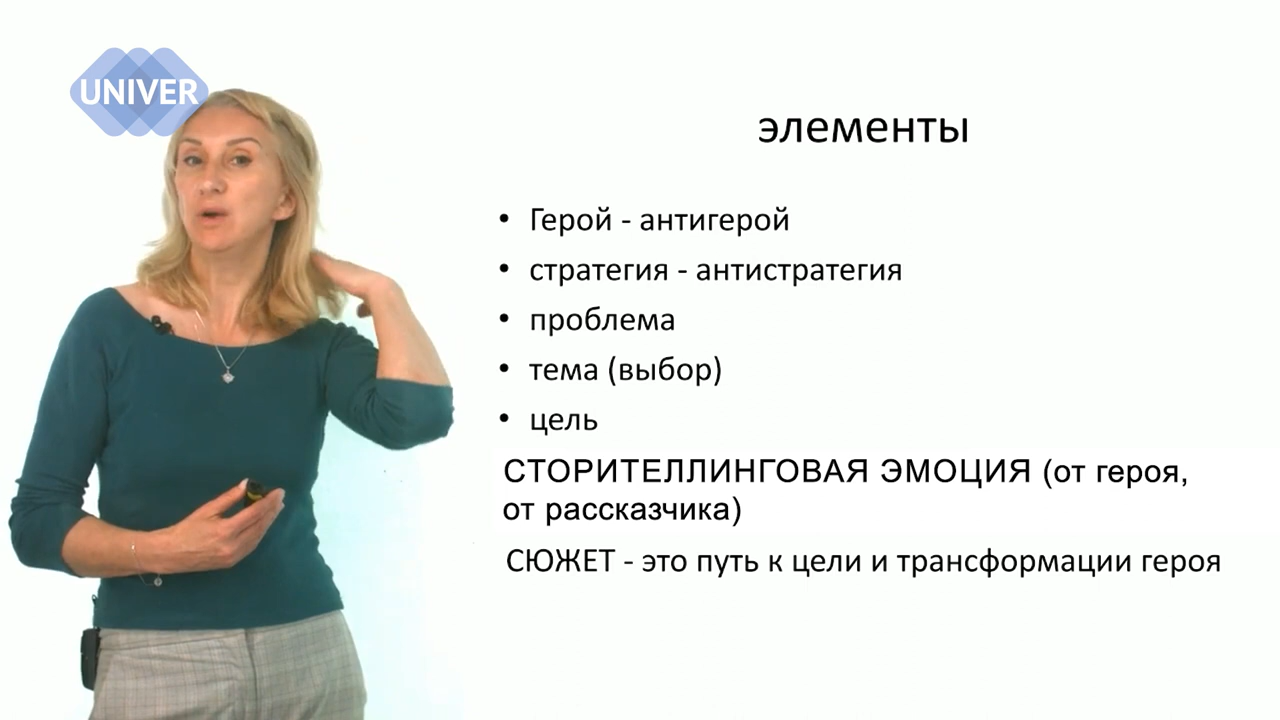 UNIVER
элементы
• Герой - антигерой
• стратегия - антистратегия
• проблема
• тема (выбор)
• цель
СТОРИТЕЛЛИНГОВАЯ ЭМОЦИЯ (от героя,
от рассказчика)
СЮЖЕТ - это путь к цели и трансформации героя